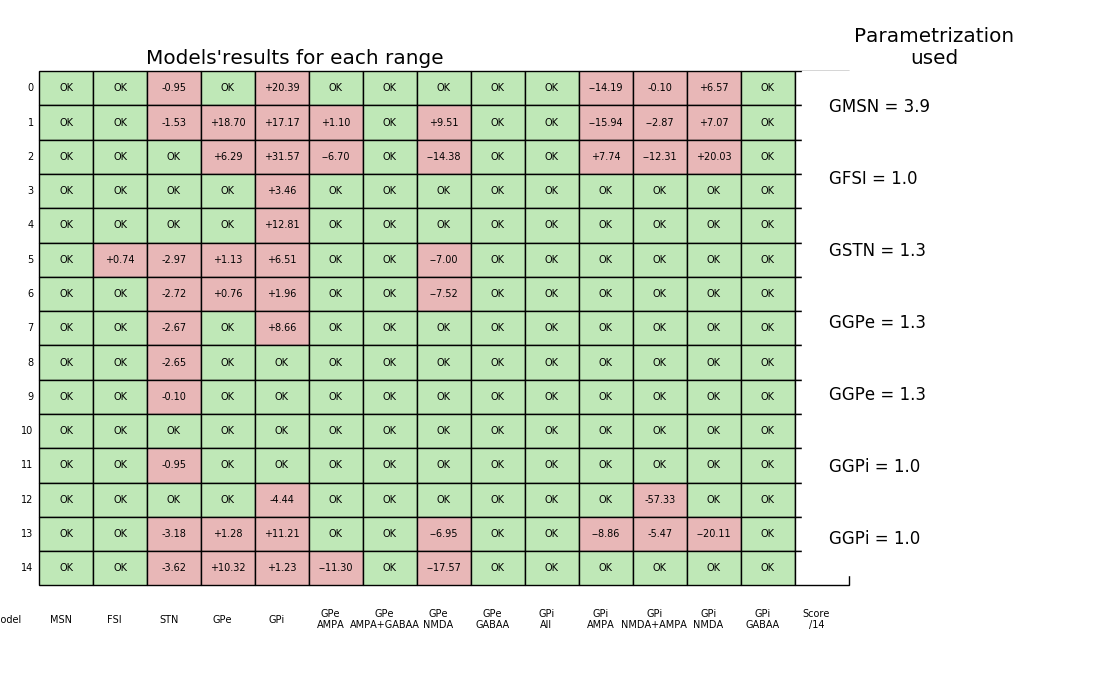 Parametrization
used
Models'results for each range
0 OK OK -0.95 OK +20.39 OK OK OK OK OK --14.19 -0.10 +6.57 OK
1 OK OK -1.53 +18.70 +17.17 +1.10 OK +9.51 OK OK --15.94 --2.87 +7.07 OK
2 OK OK OK +6.29 +31.57 --6.70 OK --14.38 OK OK +7.74 --12.31 +20.03 OK
3 OK OK OK OK +3.46 OK OK OK OK OK OK OK OK OK
4 OK OK OK OK +12.81 OK OK OK OK OK OK OK OK OK
5 OK +0.74 -2.97 +1.13 +6.51 OK OK --7.00 OK OK OK OK OK OK
6 OK OK -2.72 +0.76 +1.96 OK OK --7.52 OK OK OK OK OK OK
7 OK OK -2.67 OK +8.66 OK OK OK OK OK OK OK OK OK
8 OK OK -2.65 OK OK OK OK OK OK OK OK OK OK OK
9 OK OK -0.10 OK OK OK OK OK OK OK OK OK OK OK
10 OK OK OK OK OK OK OK OK OK OK OK OK OK OK
11 OK OK -0.95 OK OK OK OK OK OK OK OK OK OK OK
12 OK OK OK OK -4.44 OK OK OK OK OK OK -57.33 OK OK
13 OK OK -3.18 +1.28 +11.21 OK OK --6.95 OK OK --8.86 -5.47 --20.11 OK
14 OK OK -3.62 +10.32 +1.23 --11.30 OK --17.57 OK OK OK OK OK OK
odel MSN FSI STN GPe GPi GPe AMPA GPe AMPA+GABAA GPe NMDA GPe GABAA GPi All GPi AMPA GPi NMDA+AMPA GPi NMDA GPi GABAA Score /14
GMSN = 3.9
GFSI = 1.0
GSTN = 1.3
GGPe = 1.3
GGPe = 1.3
GGPi = 1.0
GGPi = 1.0